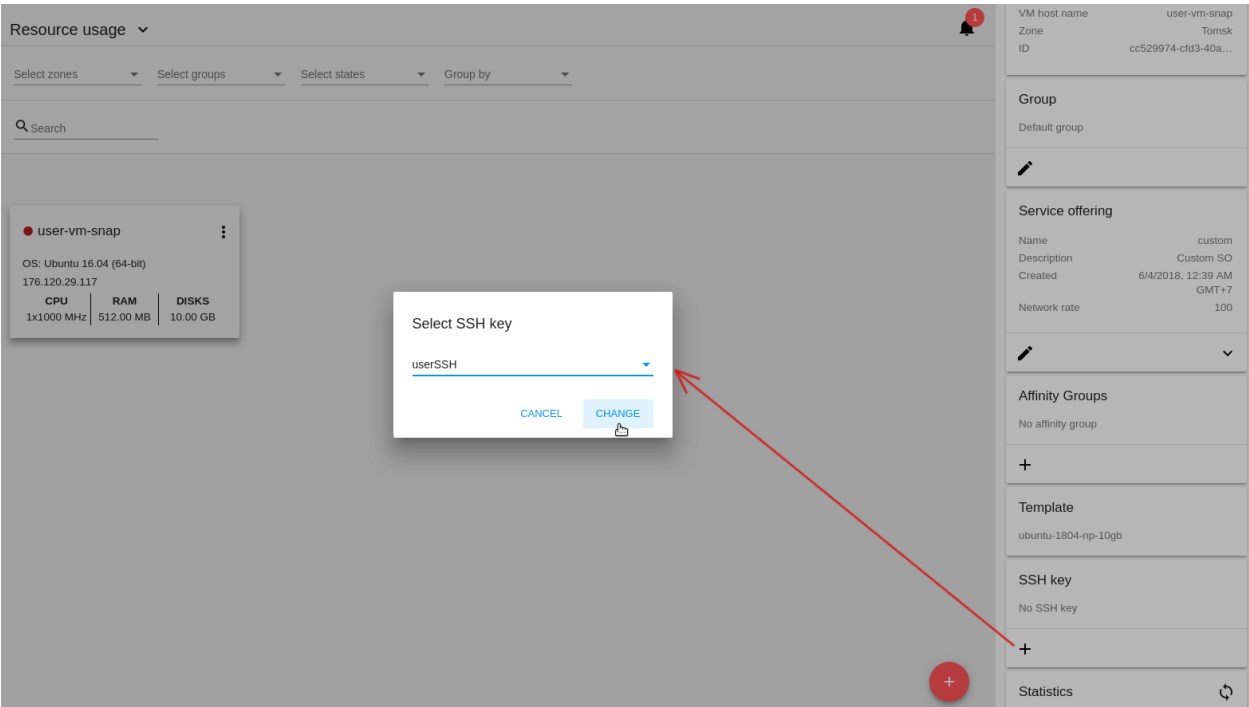 Resource usage
1
Select zones
Select groups
Select states
Group by
Search
user-vm-snap
OS: Ubuntu 16.04 (64-bit)
176.120.29.117
CPU RAM DISKS
1x1000 MHz 512.00 MB 10.00 GB
Select SSH key
userSSH
CANCEL CHANGE
VM host name user-vm-snap
Zone Tomsk
ID cc529974-cfd3-40a...
Group
Default group
Service offering
Name custom
Description Custom SO
Created 6/4/2018, 12:39 AM
GMT+7
Network rate 100
Affinity Groups
No affinity group
Template
ubuntu-1804-np-10gb
SSH key
No SSH key
Statistics